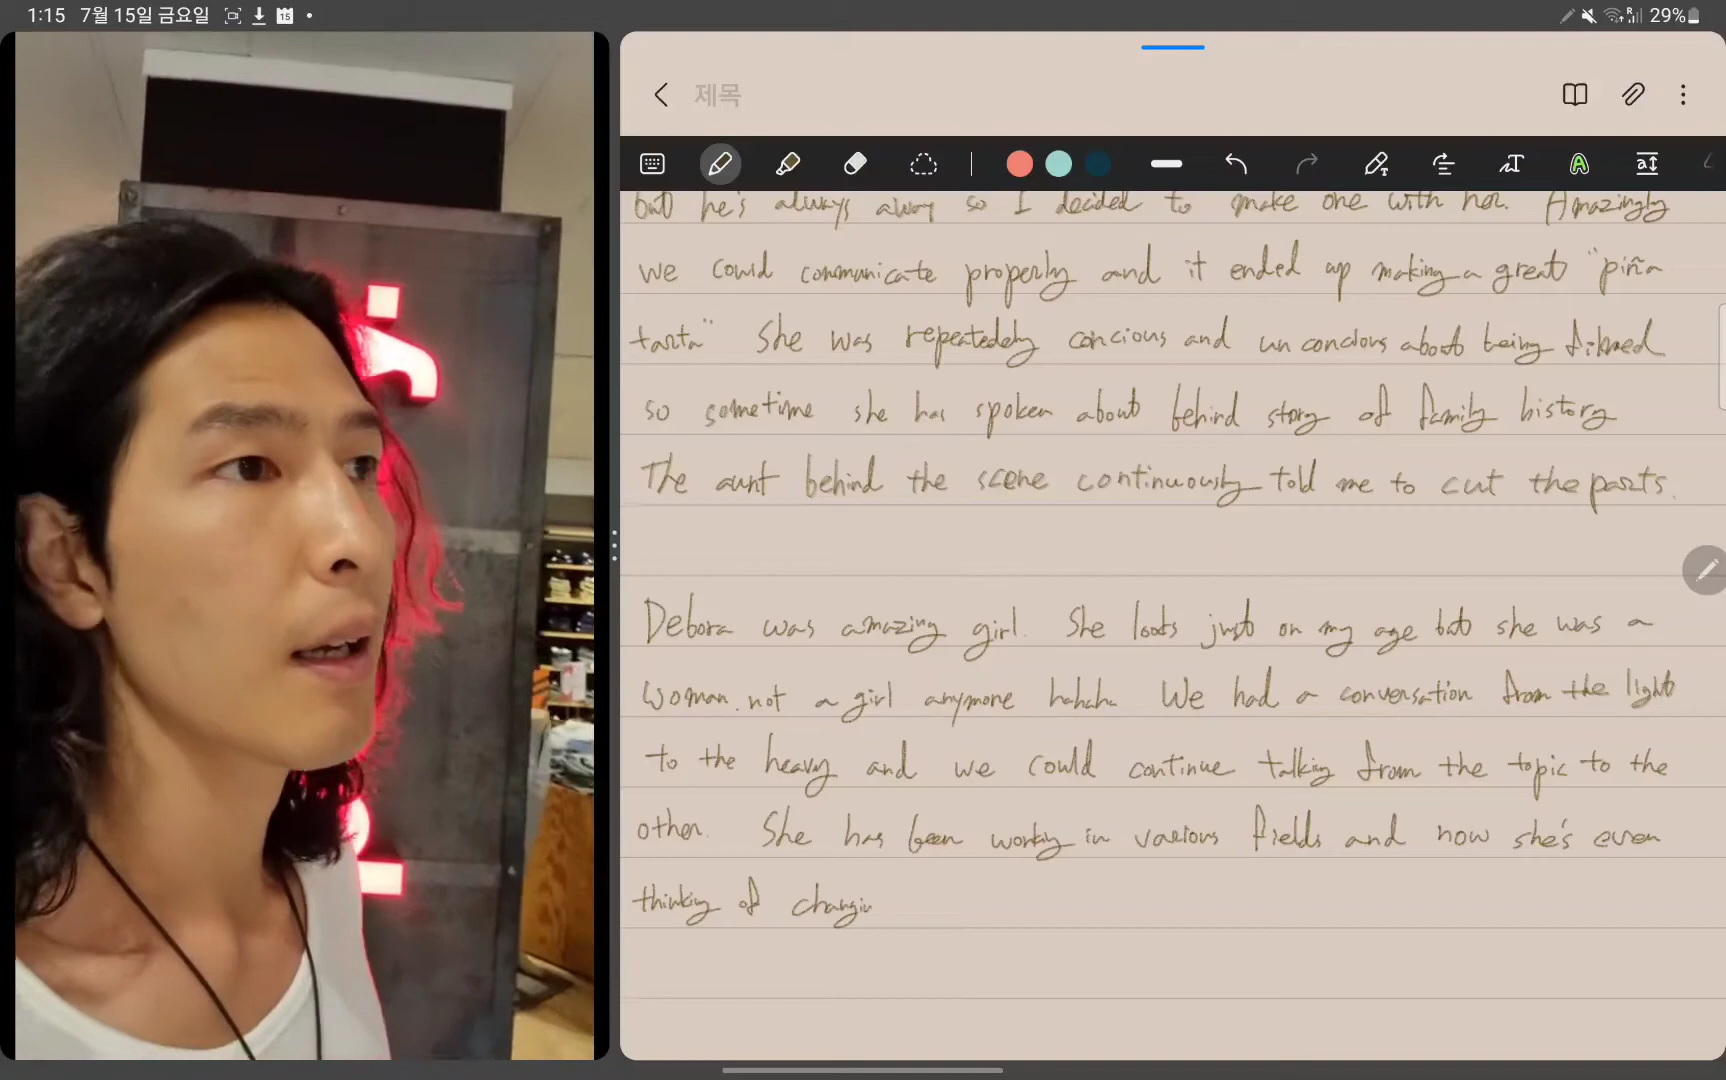 1:15 7월 15일 금요일
15
29%
제목
but he's always away so I decided to make one with her. Amazingly
we could communicate properly and it ended up making a great "piña
tarta" She was repeatedely concious and unconcious about being filmed
so sometime she has spoken about behind story of family history
The aunt behind the scene continuously told me to cut the parts.
Debora was amazing girl. She looks just on my age but she was a
woman. not a girl anymore hahaha We had a conversation from the light
to the heavy and we could continue talking from the topic to the
other. She has been working in various fields and now she's even
thinking of changin